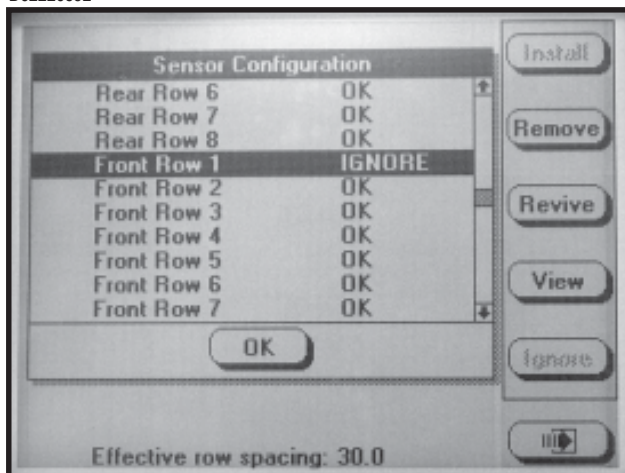 Sensor Configuration
Rear Row 6 OK
Rear Row 7 OK
Rear Row 8 OK
Front Row 1 IGNORE
Front Row 2 OK
Front Row 3 OK
Front Row 4 OK
Front Row 5 OK
Front Row 6 OK
Front Row 7 OK
OK
Effective row spacing: 30.0
Install
Remove
Revive
View
Ignore